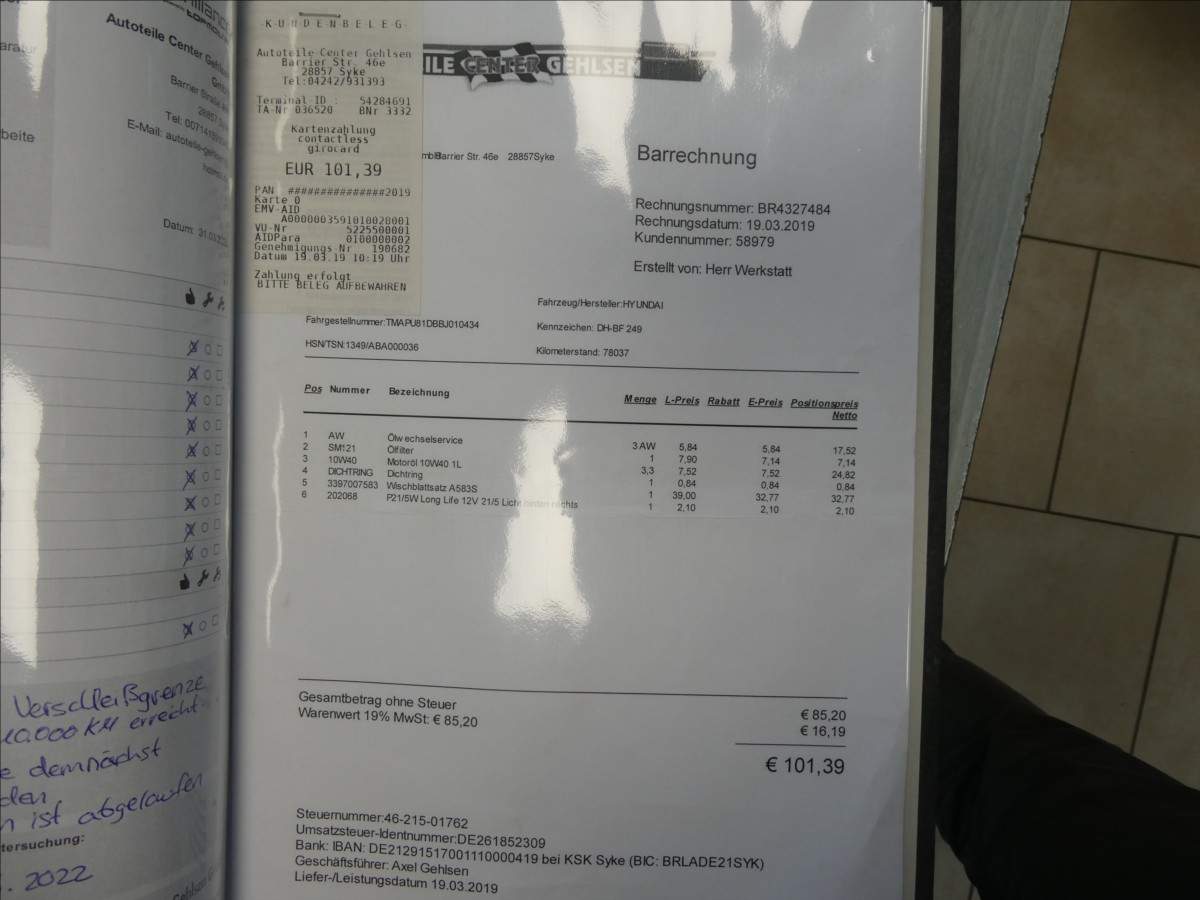 Autoteile Center
Barrier Straße
Tel:
E-Mail:
beite
Datum:
Verschleißgrenze
erreicht
demnächst
ist abgelaufen
2022
- K U N D E N B E L E G -
Autoteile Center Gehlsen
Barrier Str. 46e
28857 Syke
Tel:04242/931393
Terminal-ID : 54284691
TA-Nr 036520 BNr 3332
Kartenzahlung
contactless
girocard
EUR 101,39
PAN ###############2019
Karte 0
EMV-AID
A0000003591010028001
VU-Nr 5225500001
AIDPara 0100000002
Genehmigungs Nr 190682
Datum 19.03.19 10:19 Uhr
Zahlung erfolgt
BITTE BELEG AUFBEWAHREN
CENTER GEHLSEN
Barrier Str. 46e 28857Syke
Barrechnung
Rechnungsnummer: BR4327484
Rechnungsdatum: 19.03.2019
Kundennummer: 58979
Erstellt von: Herr Werkstatt
Fahrzeug/Hersteller:HYUNDAI
Fahrgestellnummer:TMAPU81DBBJ010434
Kennzeichen: DH-BF 249
HSN/TSN:1349/ABA000036
Kilometerstand: 78037
Pos Nummer Bezeichnung Menge L-Preis Rabatt E-Preis Positionspreis
Netto
1 AW Ölwechselservice 3 AW 5,84 5,84 17,52
2 SM121 Ölfilter 1 7,90 7,14 7,14
3 10W40 Motoröl 10W40 1L 3,3 7,52 7,52 24,82
4 DICHTRING Dichtring 1 0,84 0,84 0,84
5 3397007583 Wischblattsatz A583S 1 39,00 32,77 32,77
6 202068 P21/5W Long Life 12V 21/5 Licht hinten rechts 1 2,10 2,10 2,10
Gesamtbetrag ohne Steuer € 85,20
Warenwert 19% MwSt: € 85,20 € 16,19
€ 101,39
Steuernummer:46-215-01762
Umsatzsteuer-Identnummer:DE261852309
Bank: IBAN: DE21291517001110000419 bei KSK Syke (BIC: BRLADE21SYK)
Geschäftsführer: Axel Gehlsen
Liefer-/Leistungsdatum 19.03.2019